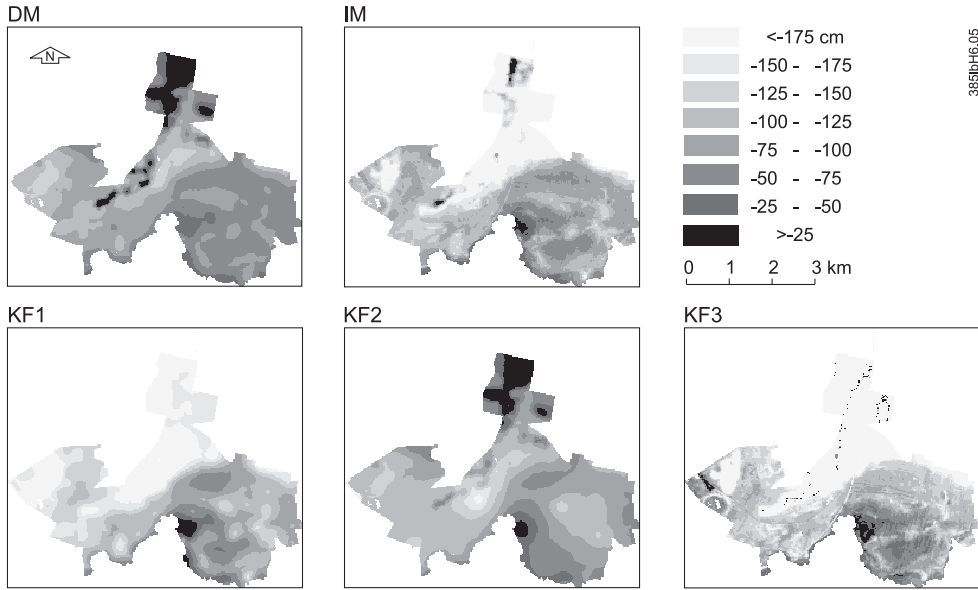 DM
IM
N
<-175 cm
-150 - -175
-125 - -150
-100 - -125
-75 - -100
-50 - -75
-25 - -50
>-25
0 1 2 3 km
385IbH6.05
KF1
KF2
KF3